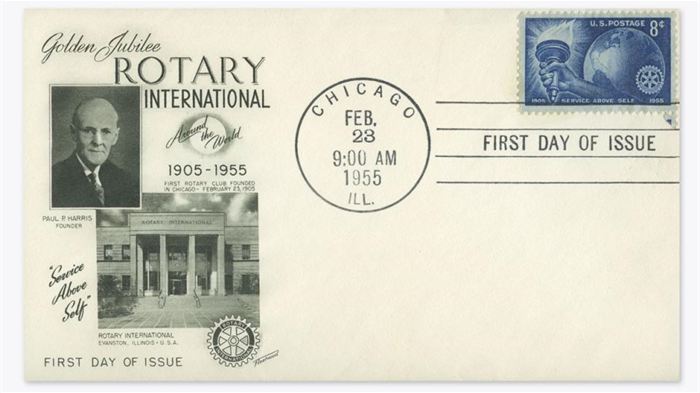 Golden Jubilee
ROTARY
INTERNATIONAL
Around
the World
1905-1955
FIRST ROTARY CLUB FOUNDED
IN CHICAGO - FEBRUARY 23, 1905
PAUL P. HARRIS
FOUNDER
ROTARY INTERNATIONAL
"Service
Above
Self"
ROTARY INTERNATIONAL
EVANSTON, ILLINOIS - U.S.A.
ROTARY
INTERNATIONAL
FIRST DAY OF ISSUE
CHICAGO
FEB.
23
9:00 AM
1955
ILL.
U.S. POSTAGE 8¢
1905 SERVICE ABOVE SELF 1955
FIRST DAY OF ISSUE